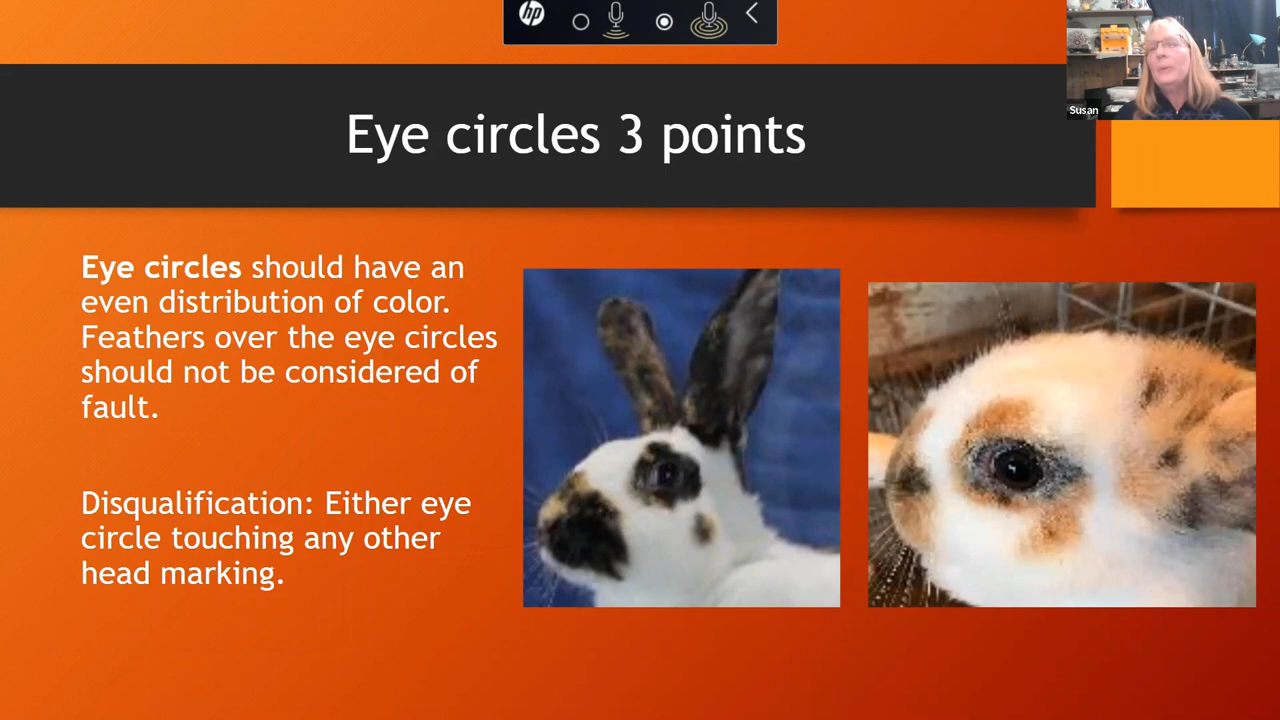 hp
Susan
Eye circles 3 points
Eye circles should have an
even distribution of color.
Feathers over the eye circles
should not be considered of
fault.
Disqualification: Either eye
circle touching any other
head marking.